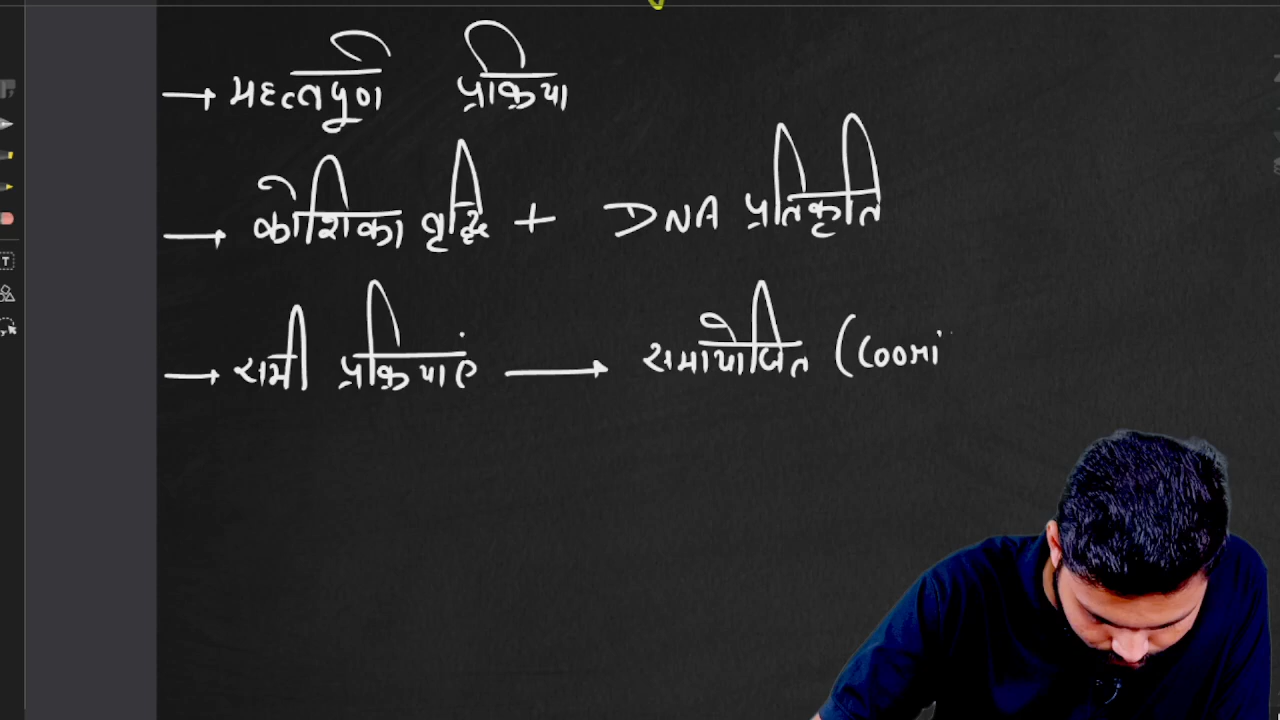 → महत्वपूर्ण प्रक्रिया
→ कोशिका वृद्धि + DNA प्रतिकृति
→ सभी प्रक्रियाएं → समायोजित (Coor